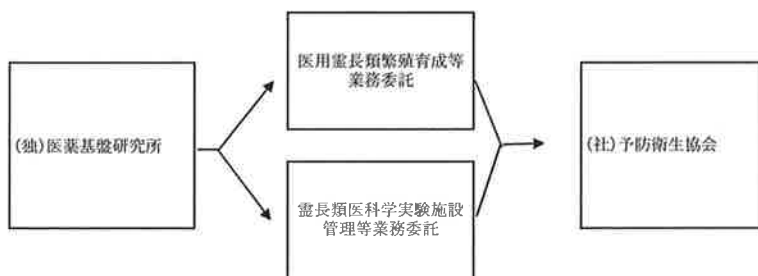 (独)医薬基盤研究所
医用霊長類繁殖育成等
業務委託
霊長類医科学実験施設
管理等業務委託
(社)予防衛生協会